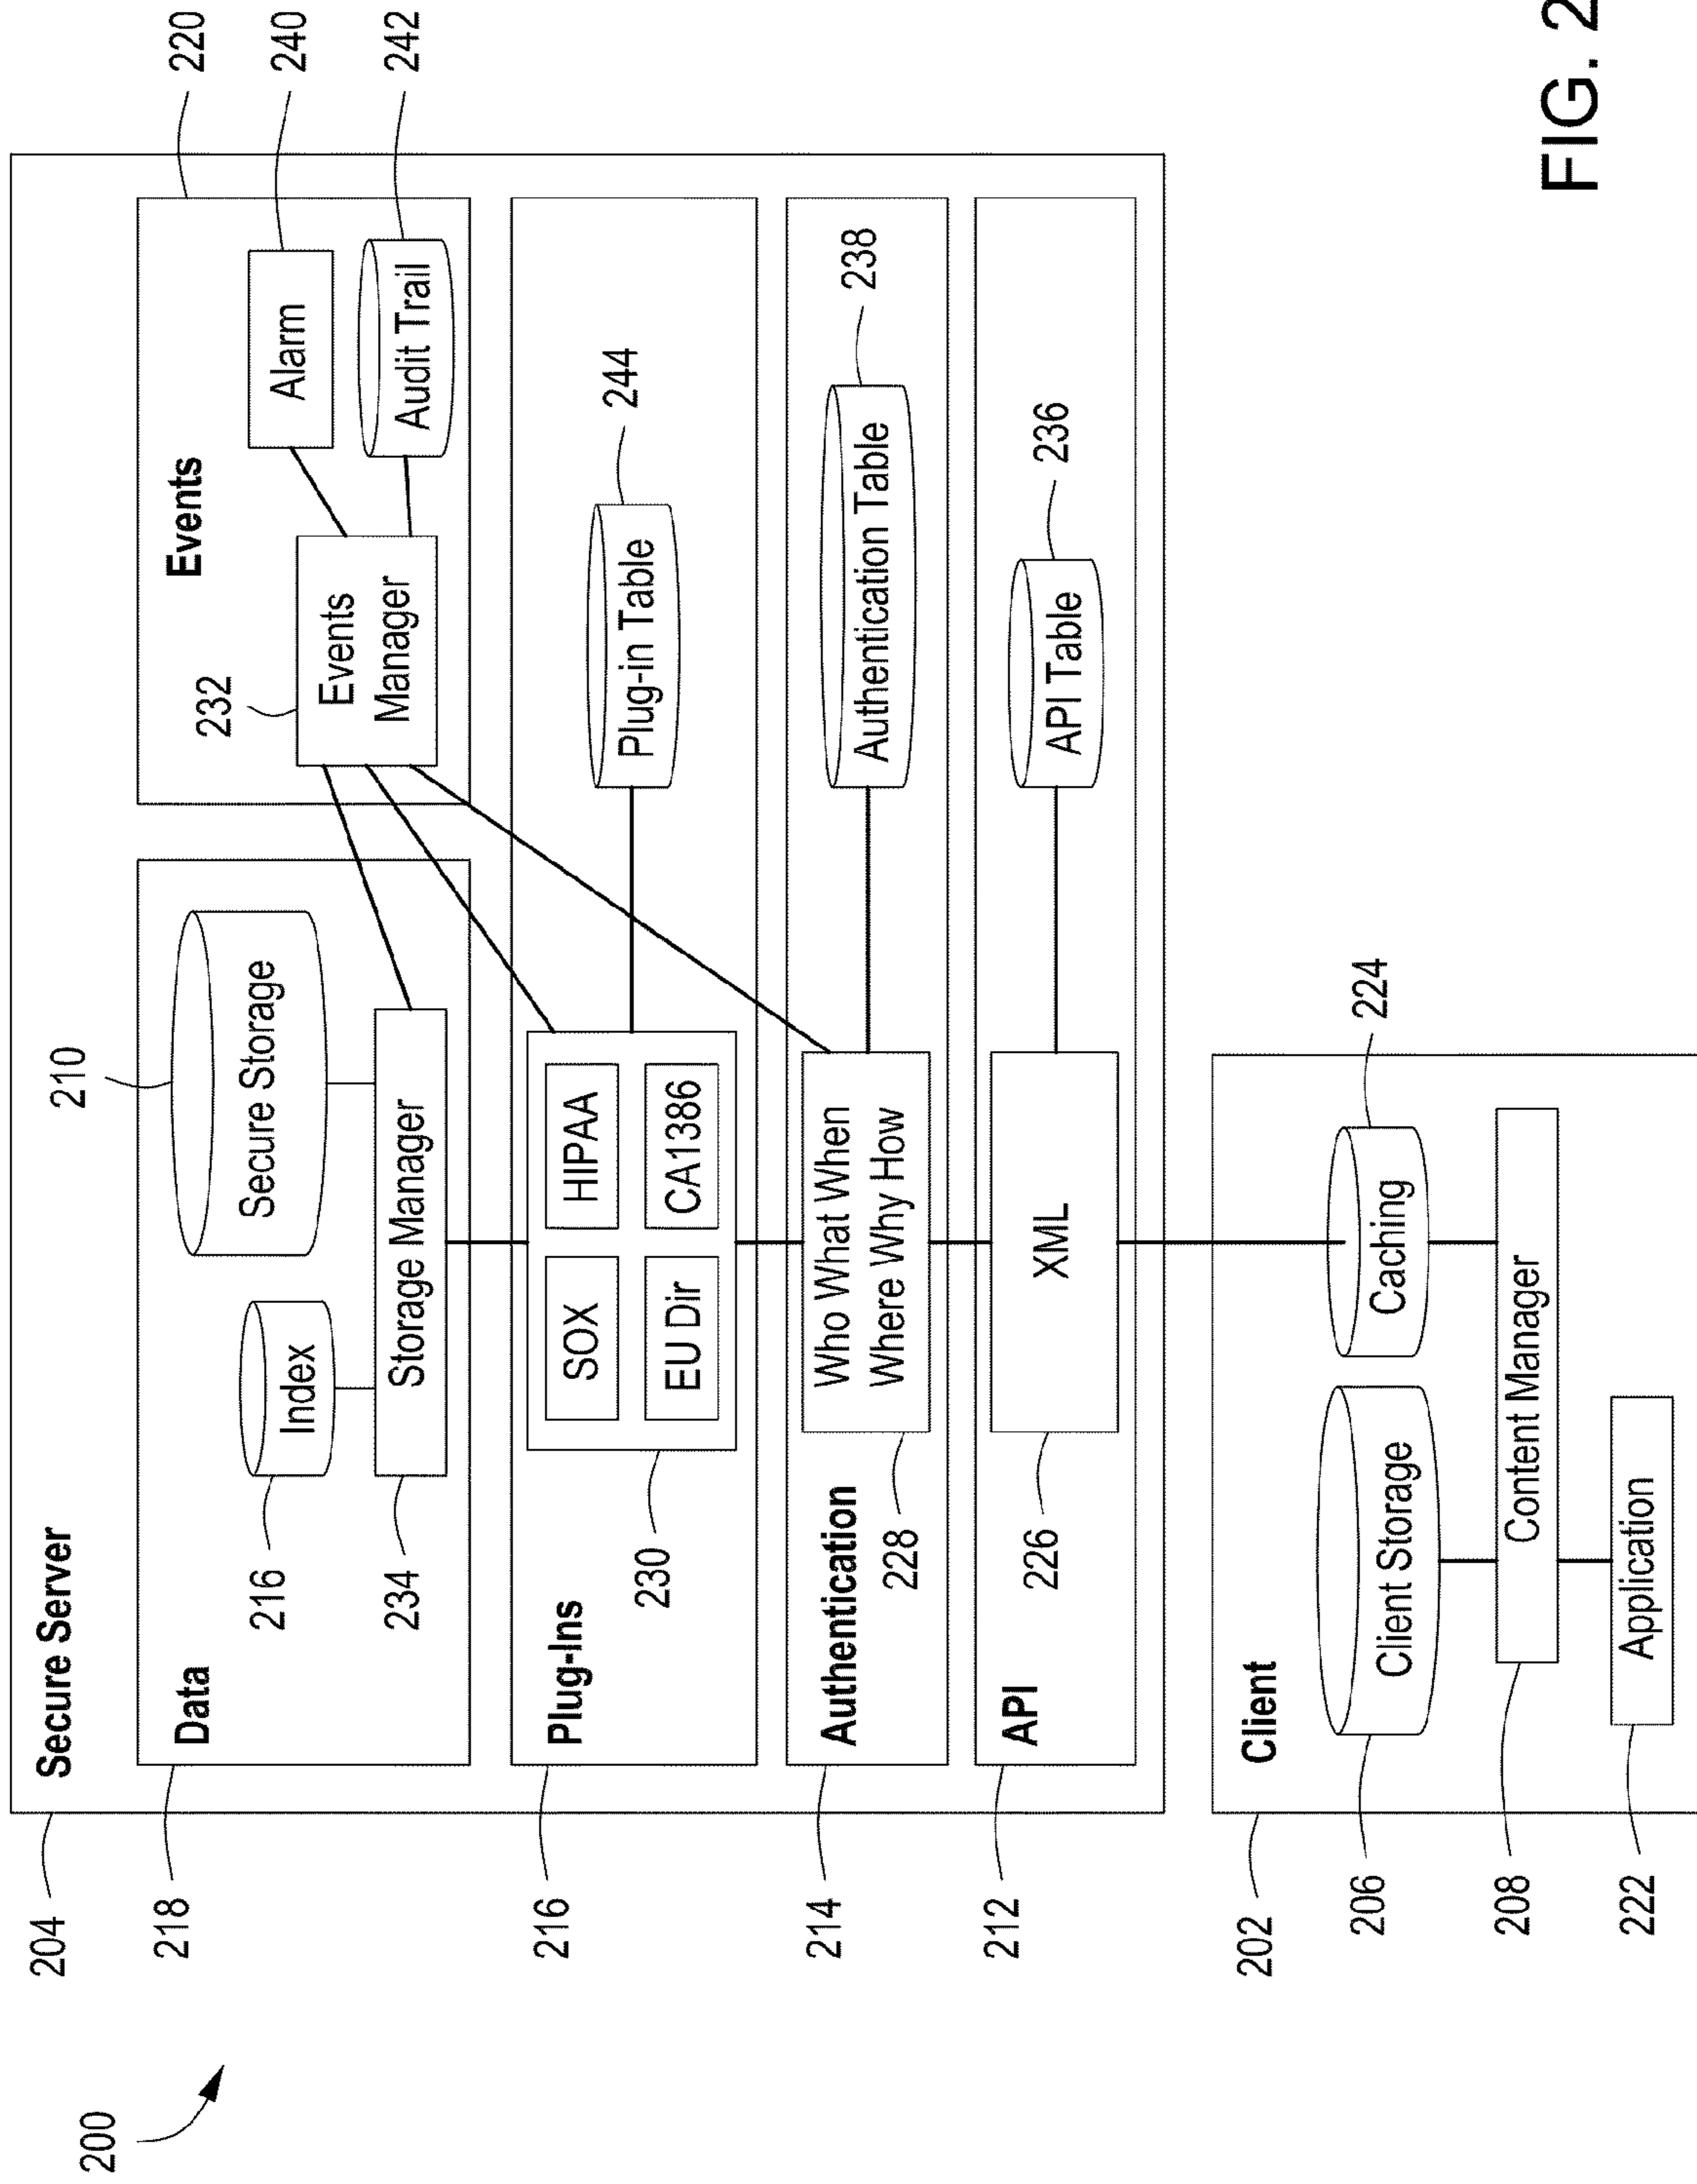 200
204
Secure Server
218
Data
216
Index
234
Storage Manager
210
Secure Storage
Events
220
232
Events
Manager
Alarm
240
Audit Trail
242
216
Plug-Ins
230
SOX
HIPAA
EU Dir
CA1386
Plug-in Table
244
214
Authentication
228
Who What When
Where Why How
Authentication Table
238
212
API
226
XML
API Table
236
202
Client
206
Client Storage
Caching
224
208
Content Manager
222
Application
FIG. 2